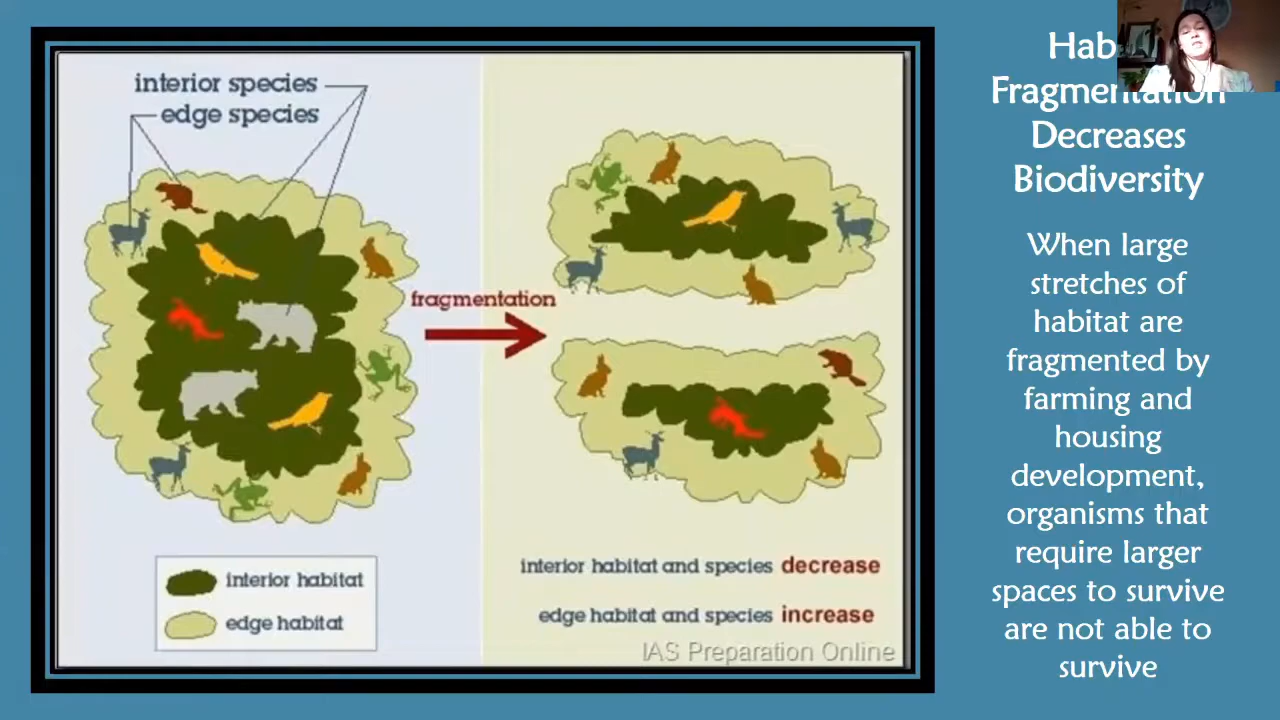 interior species
edge species
fragmentation
interior habitat
edge habitat
interior habitat and species decrease
edge habitat and species increase
IAS Preparation Online
Hab
Fragmentation
Decreases
Biodiversity
When large
stretches of
habitat are
fragmented by
farming and
housing
development,
organisms that
require larger
spaces to survive
are not able to
survive